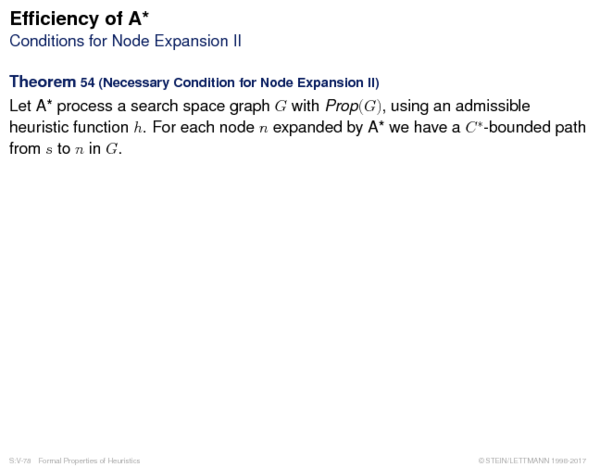 Efficiency of A*
Conditions for Node Expansion II
Theorem 54 (Necessary Condition for Node Expansion II)
Let A* process a search space graph G with Prop(G), using an admissible
heuristic function h. For each node n expanded by A* we have a C*-bounded path
from s to n in G.
S:V-78 Formal Properties of Heuristics
©STEIN/LETTMANN 1998-2017